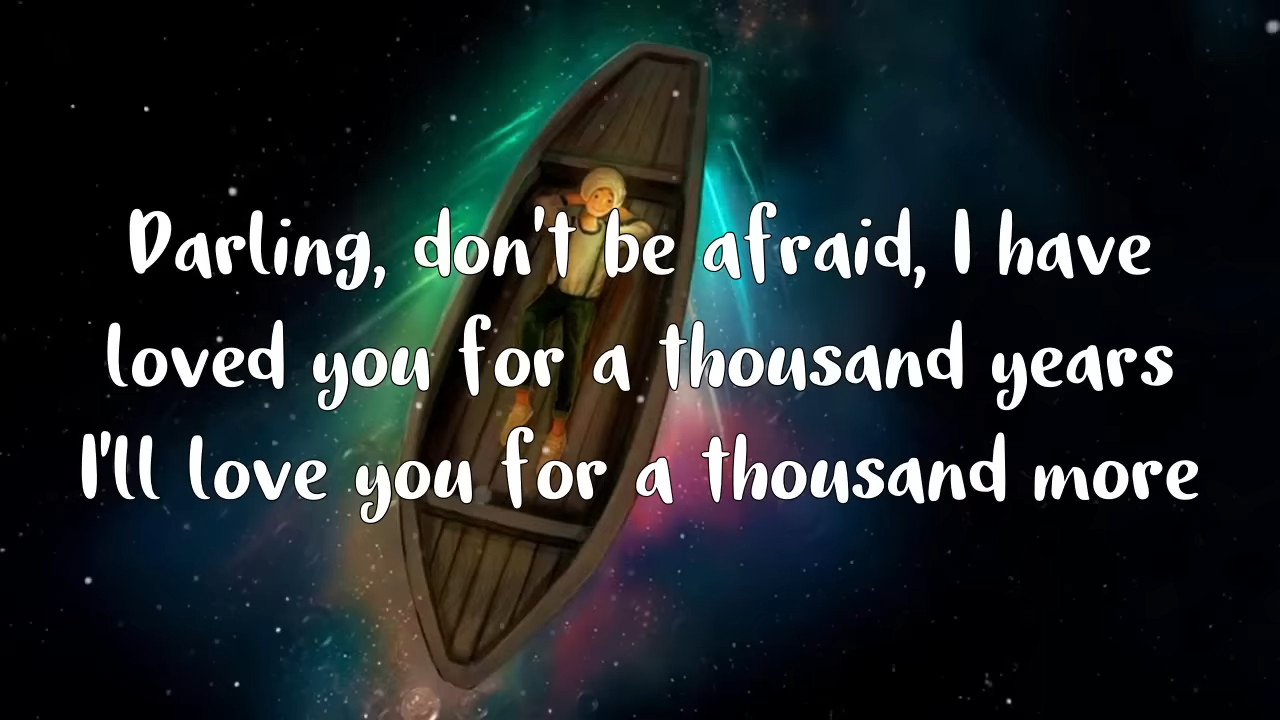 Darling, don't be afraid, I have
loved you for a thousand years
I'll love you for a thousand more